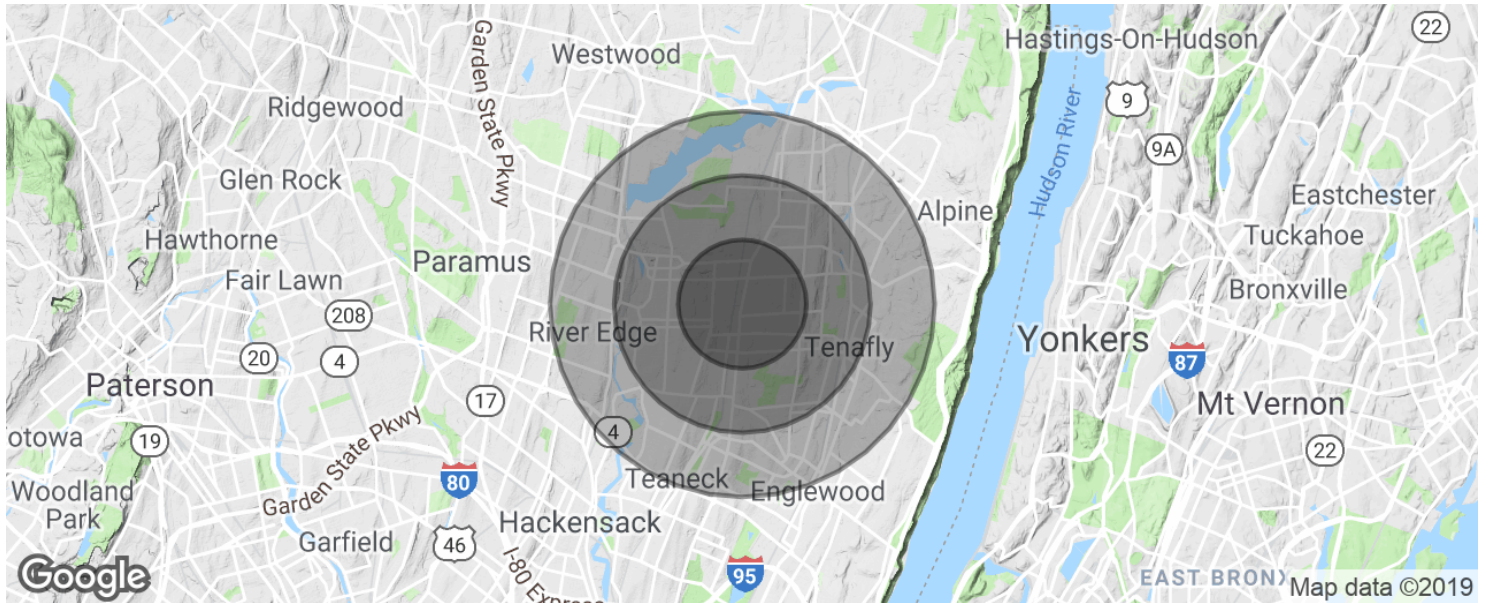 Westwood
Hastings-On-Hudson
22
Garden State Pkwy
Ridgewood
9
Hudson River
9A
Glen Rock
Eastchester
Alpine
Hawthorne
Tuckahoe
Paramus
Fair Lawn
Bronxville
208
River Edge
Yonkers
20
4
Tenafly
87
Paterson
17
Mt Vernon
otowa
19
Garden State Pkwy
4
22
80
Teaneck
Woodland
Park
Englewood
Hackensack
Garfield
46
I-80 Express
95
EAST BRONX
Google
Map data ©2019